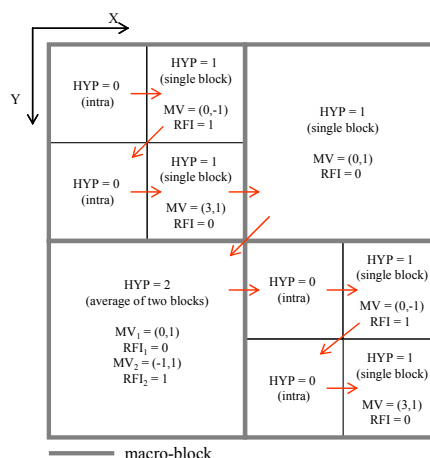 X
Y
HYP = 0
(intra)
HYP = 1
(single block)
MV = (0,-1)
RFI = 1
HYP = 0
(intra)
HYP = 1
(single block)
MV = (3,1)
RFI = 0
HYP = 1
(single block)
MV = (0,1)
RFI = 0
HYP = 2
(average of two blocks)
MV₁ = (0,1)
RFI₁ = 0
MV₂ = (-1,1)
RFI₂ = 1
HYP = 0
(intra)
HYP = 1
(single block)
MV = (0,-1)
RFI = 1
HYP = 0
(intra)
HYP = 1
(single block)
MV = (3,1)
RFI = 0
macro-block